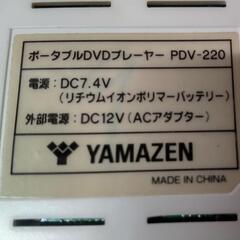 ポータブルDVDプレーヤー PDV-220
電源：DC7.4V
（リチウムイオンポリマーバッテリー）
外部電源：DC12V（ACアダプター）
YAMAZEN
MADE IN CHINA